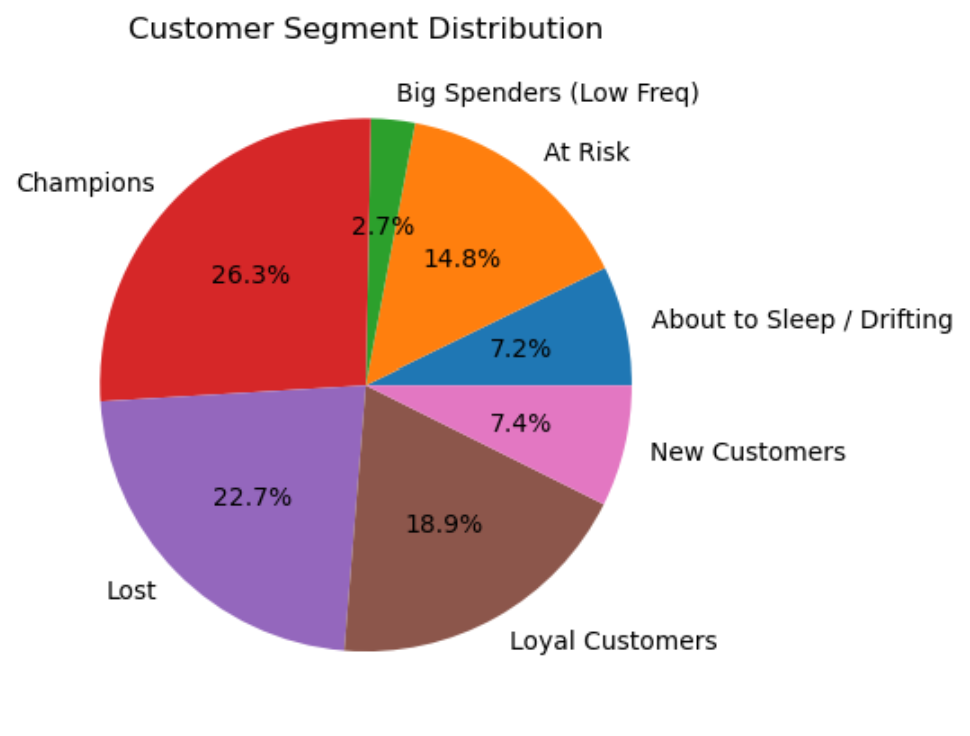 Customer Segment Distribution
Big Spenders (Low Freq)
At Risk
Champions
2.7%
14.8%
26.3%
About to Sleep / Drifting
7.2%
7.4%
New Customers
22.7%
18.9%
Lost
Loyal Customers